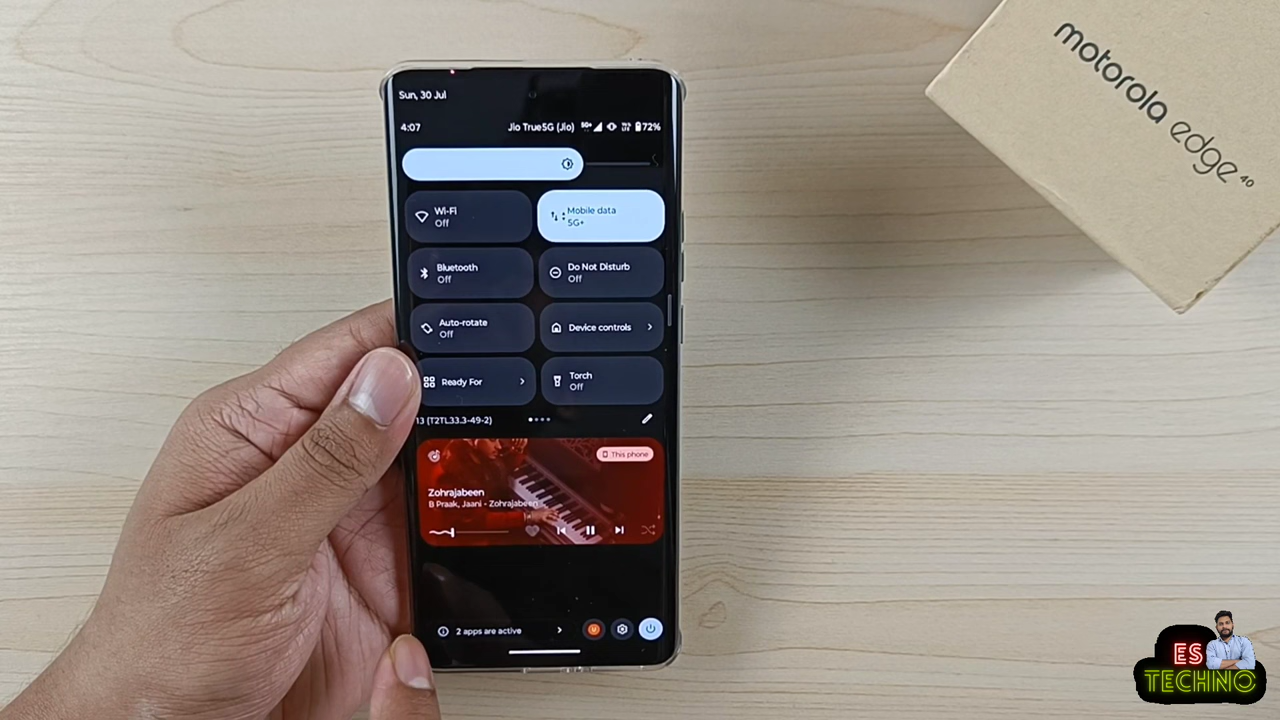 motorola edge 40
Sun, 30 Jul
4:07
Jio True5G (Jio) 5G+ 72%
Wi-Fi
Off
Mobile data
5G+
Bluetooth
Off
Do Not Disturb
Off
Auto-rotate
Off
Device controls
Ready For
Torch
Off
13 (T2TL33.3-49-2)
This phone
Zohrajabeen
B Praak, Jaani - Zohrajabeen
2 apps are active
U
ES
TECHNO